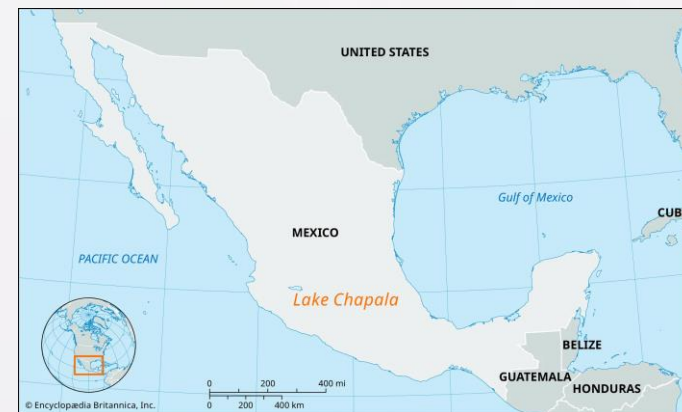 UNITED STATES
Gulf of Mexico
CUB
MEXICO
PACIFIC OCEAN
Lake Chapala
BELIZE
GUATEMALA
HONDURAS
0 200 400 mi
0 200 400 km
© Encyclopædia Britannica, Inc.